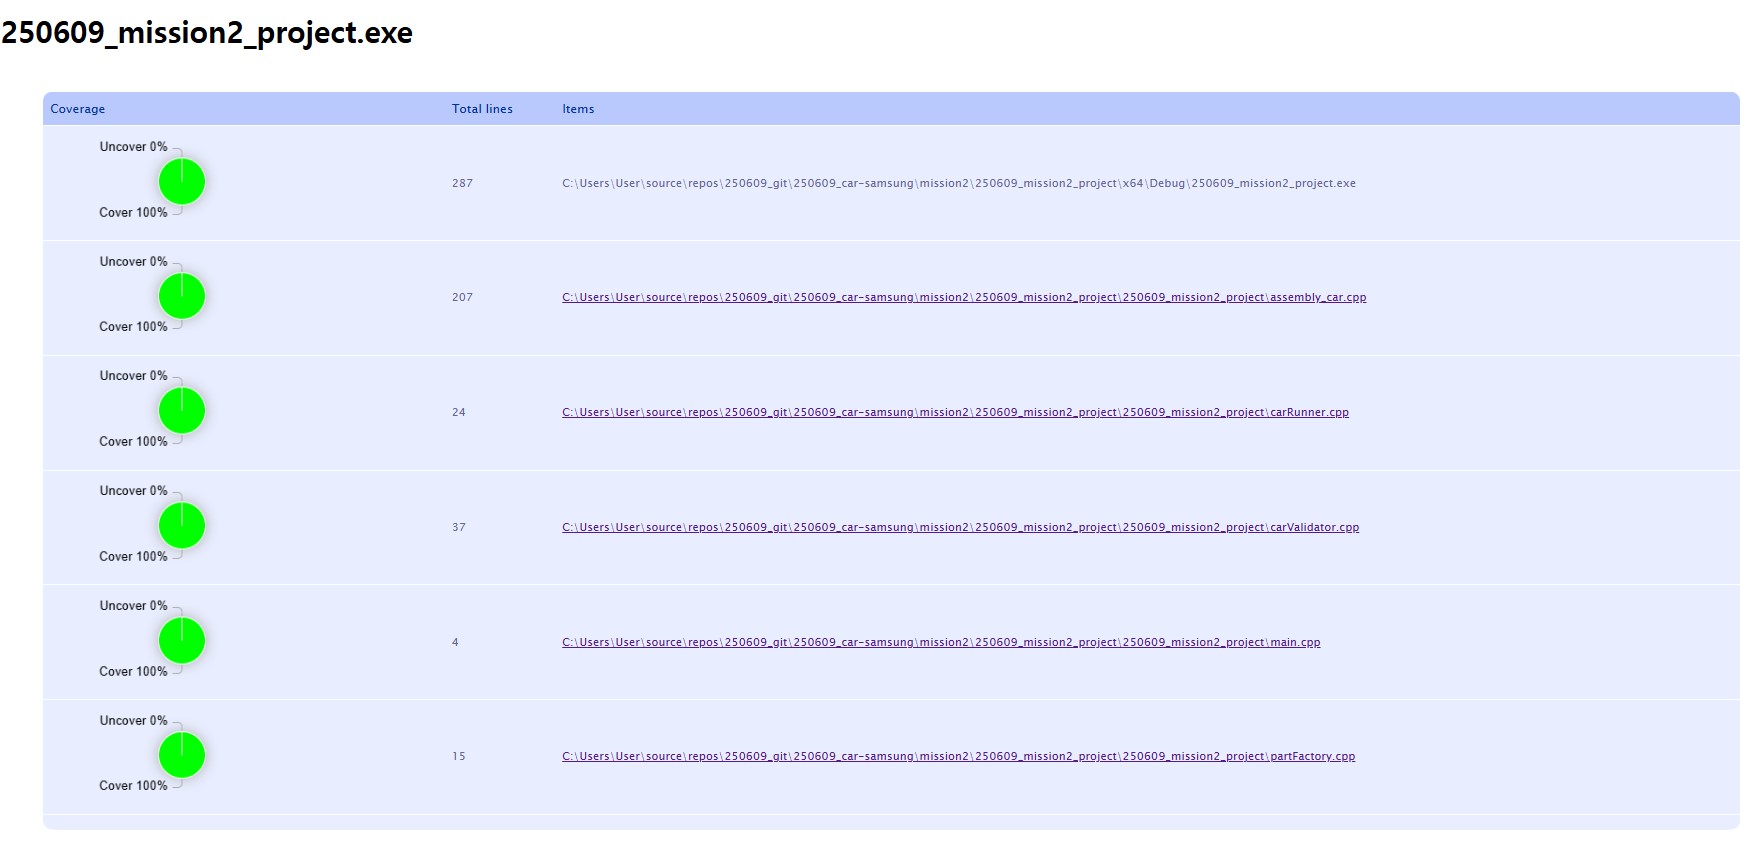 250609_mission2_project.exe
Coverage Total lines Items
Uncover 0%
Cover 100%
287 C:\Users\User\source\repos\250609_git\250609_car-samsung\mission2\250609_mission2_project\x64\Debug\250609_mission2_project.exe
Uncover 0%
Cover 100%
207 C:\Users\User\source\repos\250609_git\250609_car-samsung\mission2\250609_mission2_project\250609_mission2_project\assembly_car.cpp
Uncover 0%
Cover 100%
24 C:\Users\User\source\repos\250609_git\250609_car-samsung\mission2\250609_mission2_project\250609_mission2_project\carRunner.cpp
Uncover 0%
Cover 100%
37 C:\Users\User\source\repos\250609_git\250609_car-samsung\mission2\250609_mission2_project\250609_mission2_project\carValidator.cpp
Uncover 0%
Cover 100%
4 C:\Users\User\source\repos\250609_git\250609_car-samsung\mission2\250609_mission2_project\250609_mission2_project\main.cpp
Uncover 0%
Cover 100%
15 C:\Users\User\source\repos\250609_git\250609_car-samsung\mission2\250609_mission2_project\250609_mission2_project\partFactory.cpp